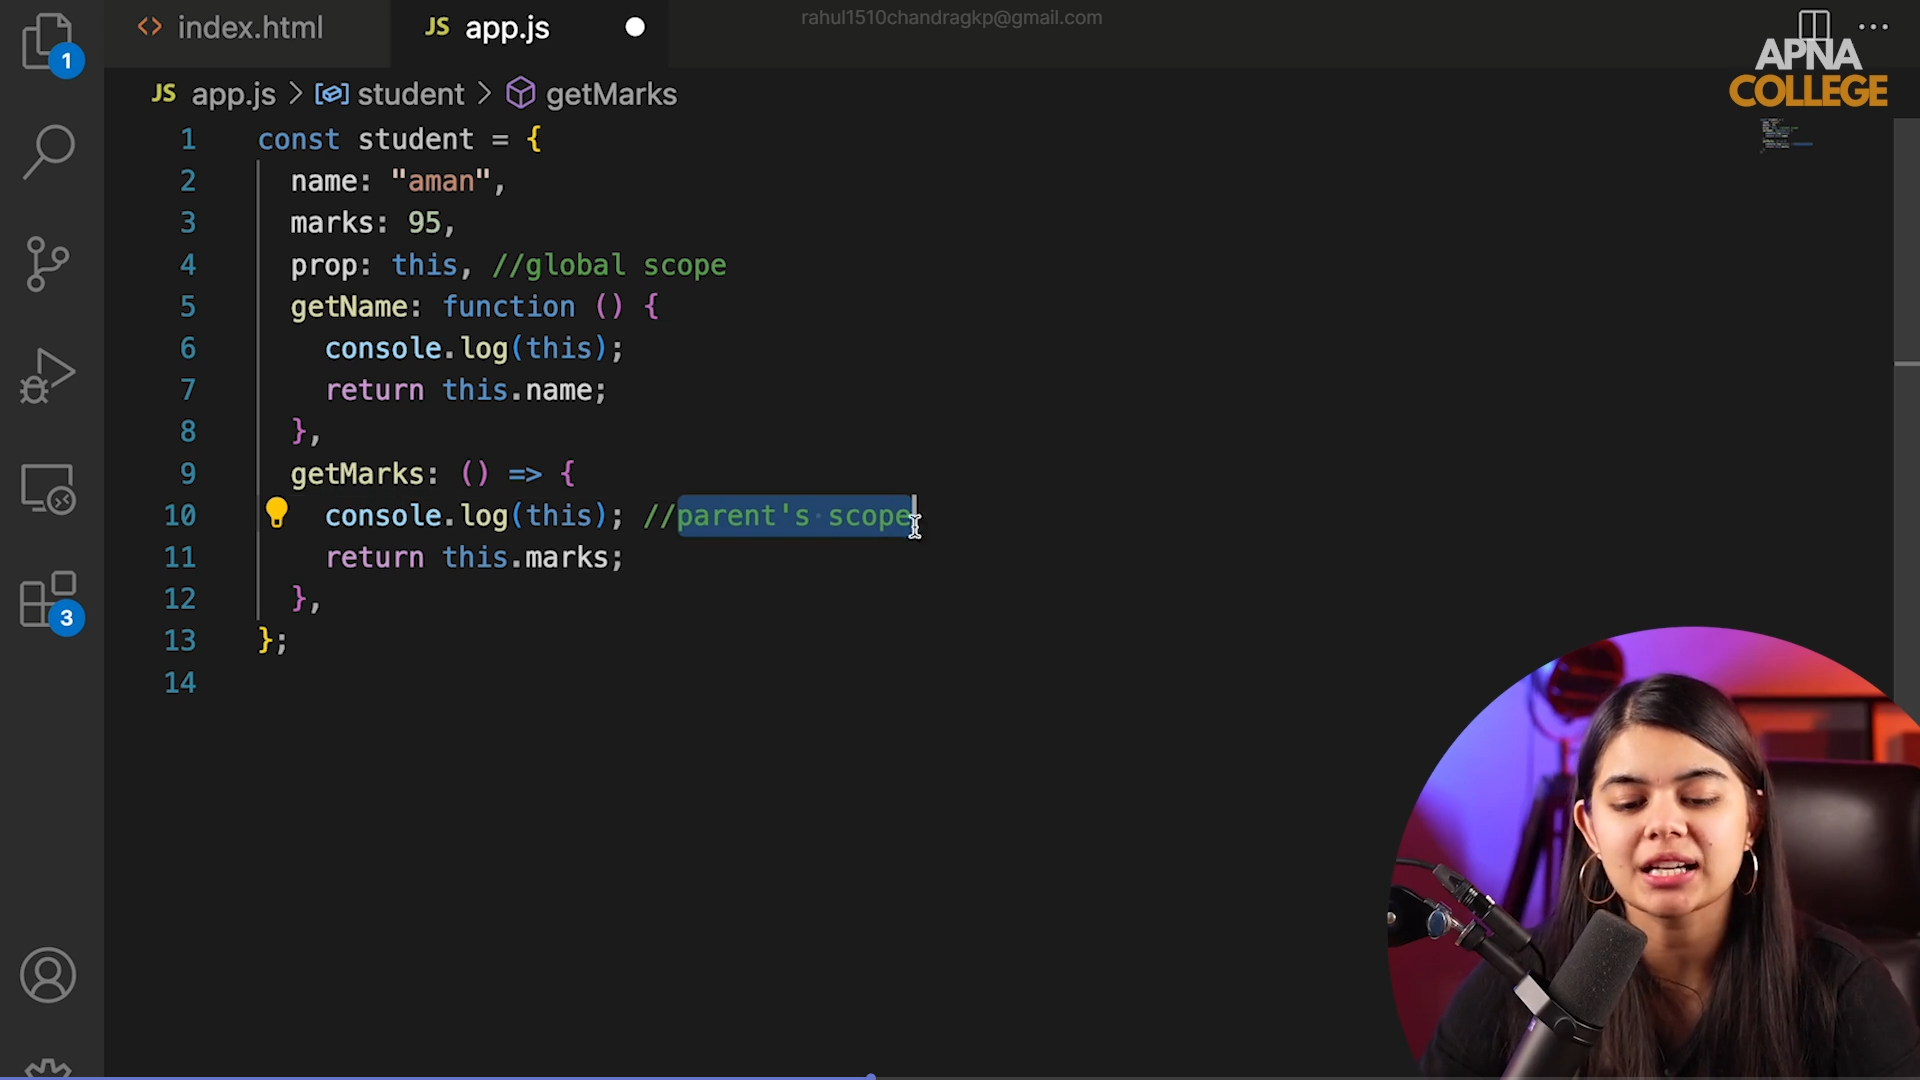 rahul1510chandragkp@gmail.com
<> index.html
JS app.js
APNA
COLLEGE
1
JS app.js > student > getMarks
1 const student = {
2 name: "aman",
3 marks: 95,
4 prop: this, //global scope
5 getName: function () {
6 console.log(this);
7 return this.name;
8 },
9 getMarks: () => {
10 console.log(this); //parent's scope
11 return this.marks;
12 },
13 };
14
3